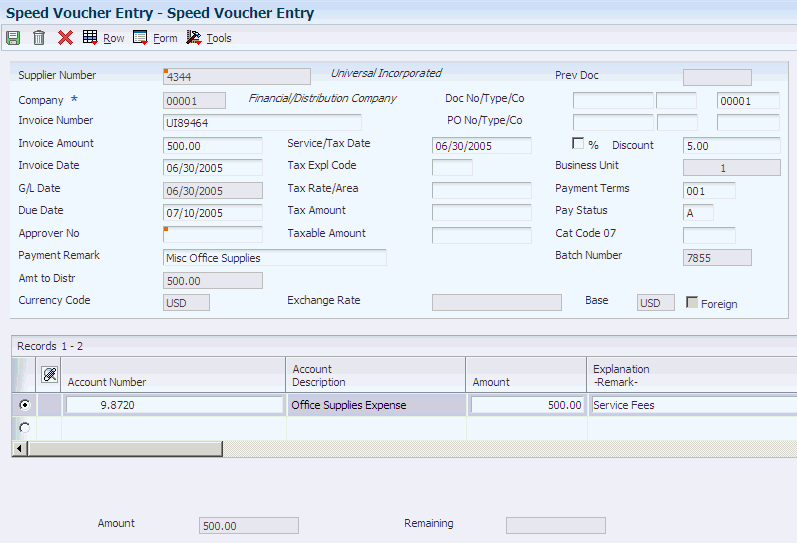 Speed Voucher Entry - Speed Voucher Entry
Row Form Tools
Supplier Number 4344 Universal Incorporated Prev Doc
Company * 00001 Financial/Distribution Company Doc No/Type/Co 00001
Invoice Number UI89464 PO No/Type/Co
Invoice Amount 500.00 Service/Tax Date 06/30/2005 % Discount 5.00
Invoice Date 06/30/2005 Tax Expl Code Business Unit 1
G/L Date 06/30/2005 Tax Rate/Area Payment Terms 001
Due Date 07/10/2005 Tax Amount Pay Status A
Approver No Taxable Amount Cat Code 07
Payment Remark Misc Office Supplies Batch Number 7855
Amt to Distr 500.00
Currency Code USD Exchange Rate Base USD Foreign
Records 1 - 2
Account Explanation
Account Number Description Amount -Remark-
9.8720 Office Supplies Expense 500.00 Service Fees
Amount 500.00 Remaining